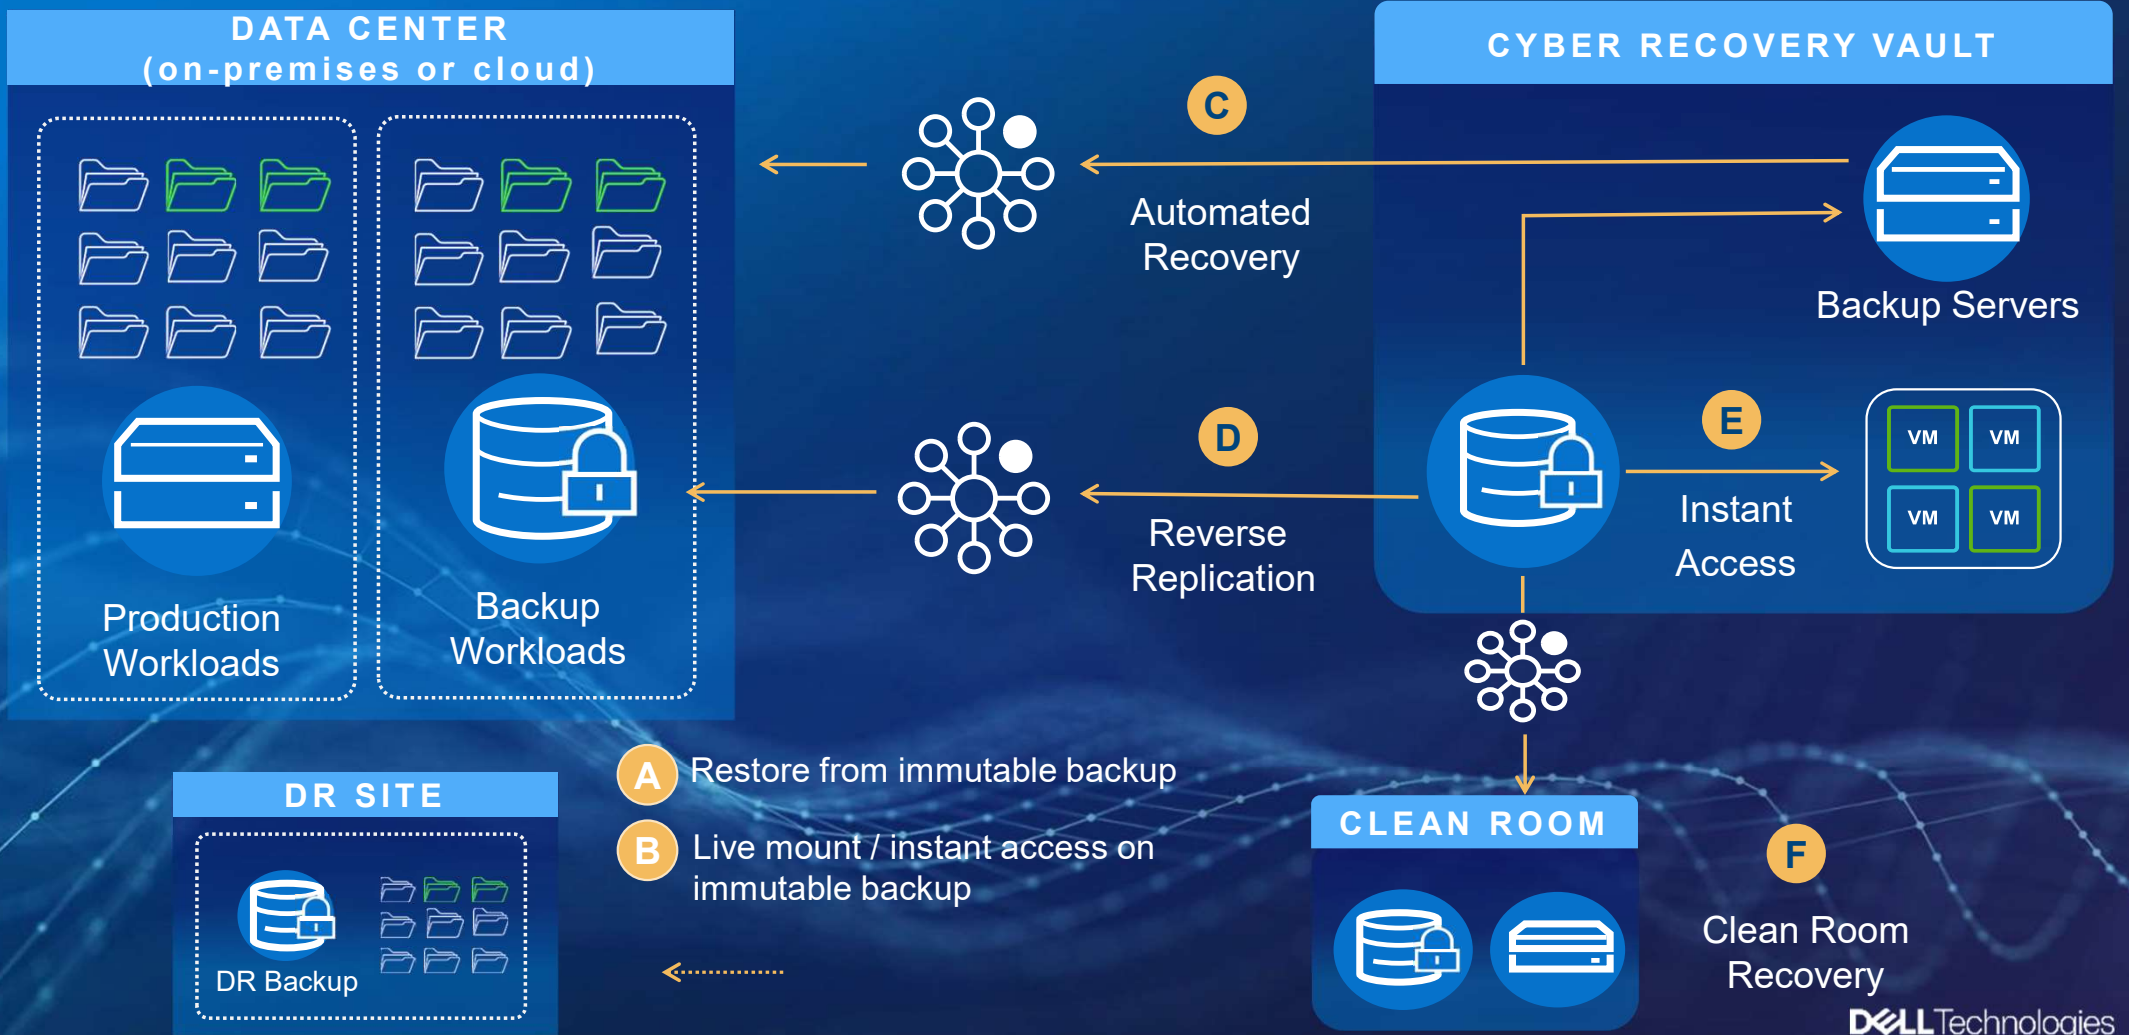 DATA CENTER
(on-premises or cloud)
Production
Workloads
Backup
Workloads
C
Automated
Recovery
D
Reverse
Replication
CYBER RECOVERY VAULT
Backup Servers
E
Instant
Access
VM
VM
VM
VM
DR SITE
DR Backup
A
Restore from immutable backup
B
Live mount / instant access on
immutable backup
CLEAN ROOM
F
Clean Room
Recovery
DELL Technologies